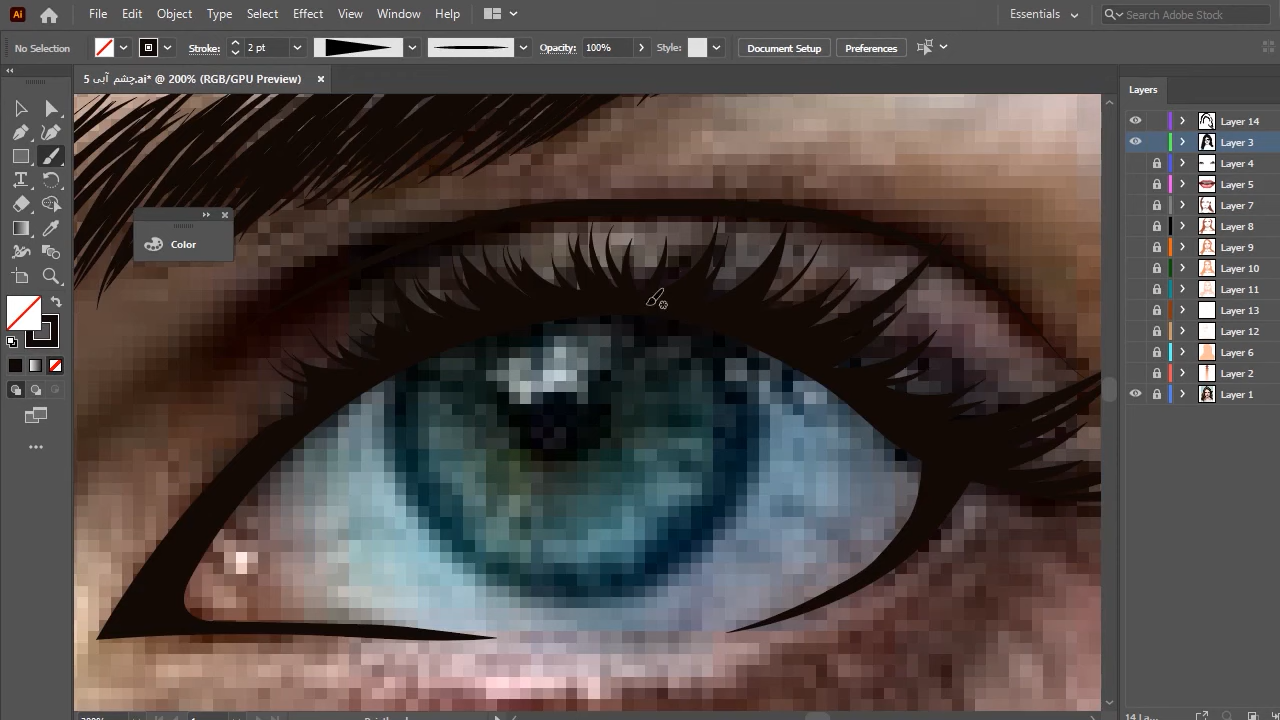 Ai File Edit Object Type Select Effect View Window Help Essentials Search Adobe Stock
No Selection Stroke: 2 pt Opacity: 100% Style: Document Setup Preferences
چشم آبی 5.ai* @ 200% (RGB/GPU Preview)
Layers
Layer 14
Layer 3
Layer 4
Layer 5
Layer 7
Layer 8
Layer 9
Layer 10
Layer 11
Layer 13
Layer 12
Layer 6
Layer 2
Layer 1
Color
14 La...